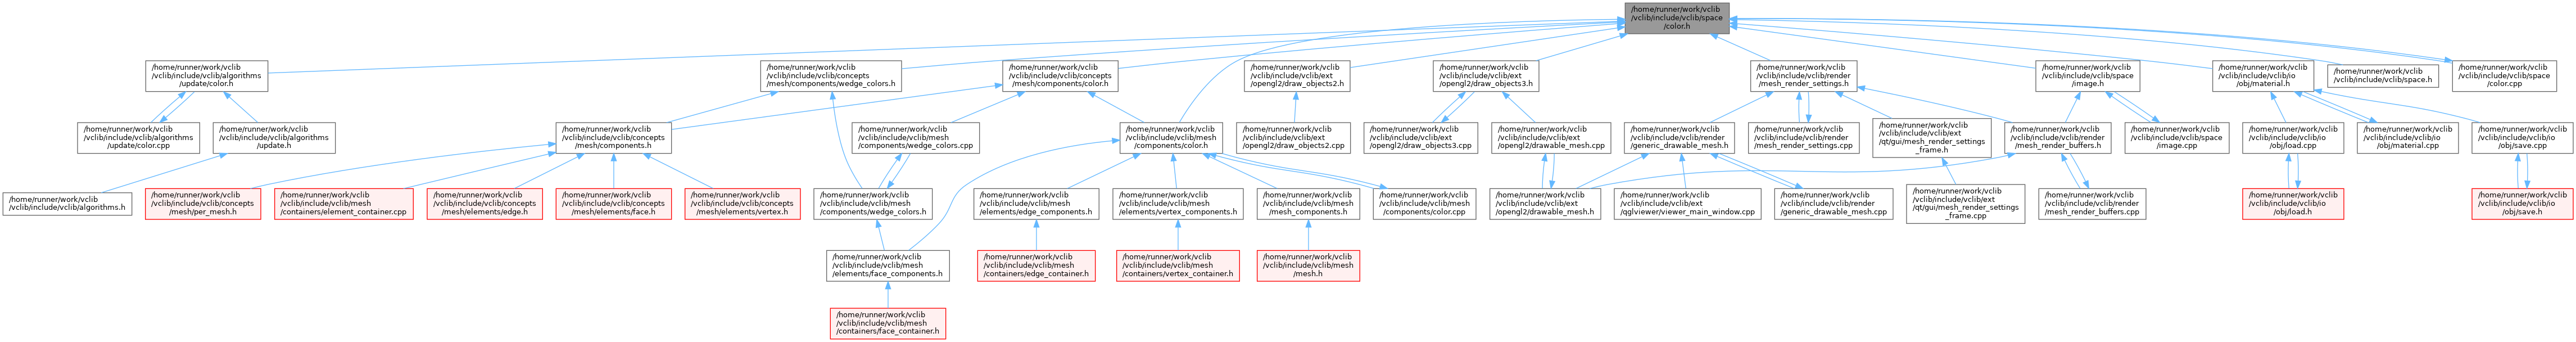 /home/runner/work/vclib
/vclib/include/vclib/space
/color.h
/home/runner/work/vclib
/vclib/include/vclib/algorithms
/update/color.h
/home/runner/work/vclib
/vclib/include/vclib/concepts
/mesh/components/wedge_colors.h
/home/runner/work/vclib
/vclib/include/vclib/concepts
/mesh/components/color.h
/home/runner/work/vclib
/vclib/include/vclib/ext
/opengl2/draw_objects2.h
/home/runner/work/vclib
/vclib/include/vclib/ext
/opengl2/draw_objects3.h
/home/runner/work/vclib
/vclib/include/vclib/render
/mesh_render_settings.h
/home/runner/work/vclib
/vclib/include/vclib/space
/image.h
/home/runner/work/vclib
/vclib/include/vclib/io
/obj/material.h
/home/runner/work/vclib
/vclib/include/vclib/space.h
/home/runner/work/vclib
/vclib/include/vclib/space
/color.cpp
/home/runner/work/vclib
/vclib/include/vclib/algorithms
/update/color.cpp
/home/runner/work/vclib
/vclib/include/vclib/algorithms
/update.h
/home/runner/work/vclib
/vclib/include/vclib/concepts
/mesh/components.h
/home/runner/work/vclib
/vclib/include/vclib/mesh
/components/wedge_colors.cpp
/home/runner/work/vclib
/vclib/include/vclib/mesh
/components/color.h
/home/runner/work/vclib
/vclib/include/vclib/ext
/opengl2/draw_objects2.cpp
/home/runner/work/vclib
/vclib/include/vclib/ext
/opengl2/draw_objects3.cpp
/home/runner/work/vclib
/vclib/include/vclib/ext
/opengl2/drawable_mesh.cpp
/home/runner/work/vclib
/vclib/include/vclib/render
/generic_drawable_mesh.h
/home/runner/work/vclib
/vclib/include/vclib/render
/mesh_render_settings.cpp
/home/runner/work/vclib
/vclib/include/vclib/ext
/qt/gui/mesh_render_settings
_frame.h
/home/runner/work/vclib
/vclib/include/vclib/render
/mesh_render_buffers.h
/home/runner/work/vclib
/vclib/include/vclib/space
/image.cpp
/home/runner/work/vclib
/vclib/include/vclib/io
/obj/load.cpp
/home/runner/work/vclib
/vclib/include/vclib/io
/obj/material.cpp
/home/runner/work/vclib
/vclib/include/vclib/io
/obj/save.cpp
/home/runner/work/vclib
/vclib/include/vclib/algorithms.h
/home/runner/work/vclib
/vclib/include/vclib/concepts
/mesh/per_mesh.h
/home/runner/work/vclib
/vclib/include/vclib/mesh
/containers/element_container.cpp
/home/runner/work/vclib
/vclib/include/vclib/concepts
/mesh/elements/edge.h
/home/runner/work/vclib
/vclib/include/vclib/concepts
/mesh/elements/face.h
/home/runner/work/vclib
/vclib/include/vclib/concepts
/mesh/elements/vertex.h
/home/runner/work/vclib
/vclib/include/vclib/mesh
/components/wedge_colors.h
/home/runner/work/vclib
/vclib/include/vclib/mesh
/elements/edge_components.h
/home/runner/work/vclib
/vclib/include/vclib/mesh
/elements/vertex_components.h
/home/runner/work/vclib
/vclib/include/vclib/mesh
/mesh_components.h
/home/runner/work/vclib
/vclib/include/vclib/mesh
/components/color.cpp
/home/runner/work/vclib
/vclib/include/vclib/ext
/opengl2/drawable_mesh.h
/home/runner/work/vclib
/vclib/include/vclib/ext
/qglviewer/viewer_main_window.cpp
/home/runner/work/vclib
/vclib/include/vclib/render
/generic_drawable_mesh.cpp
/home/runner/work/vclib
/vclib/include/vclib/ext
/qt/gui/mesh_render_settings
_frame.cpp
/home/runner/work/vclib
/vclib/include/vclib/render
/mesh_render_buffers.cpp
/home/runner/work/vclib
/vclib/include/vclib/io
/obj/load.h
/home/runner/work/vclib
/vclib/include/vclib/io
/obj/save.h
/home/runner/work/vclib
/vclib/include/vclib/mesh
/elements/face_components.h
/home/runner/work/vclib
/vclib/include/vclib/mesh
/containers/edge_container.h
/home/runner/work/vclib
/vclib/include/vclib/mesh
/containers/vertex_container.h
/home/runner/work/vclib
/vclib/include/vclib/mesh
/mesh.h
/home/runner/work/vclib
/vclib/include/vclib/mesh
/containers/face_container.h